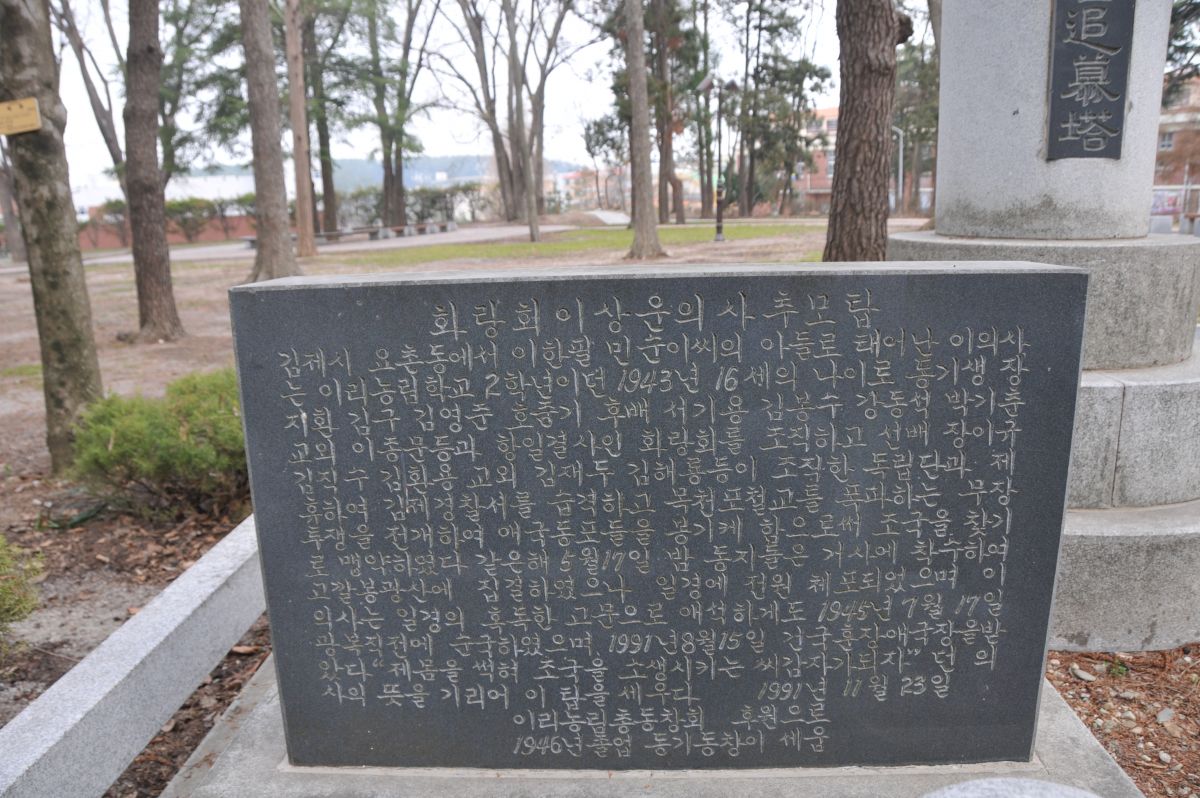 追慕塔
화랑회이상운의사추모탑
김제시 요촌동에서 이한팔 민순이씨의 아들로 태어난 이의사
는 이리농림학교 2학년이던 1943년 16세의 나이로 동기생 장
지환 김구 김영준 호룡기 후배 서기용 김봉수 강동석 박기춘
고의 이종문등과 항일결사인 화랑회를 조직하고 선배 장이규
김직수 김환용 교외 김재두 김해룡등이 조직한 독립단과 제
휴하여 김제경찰서를 습격하고 목천포철교를 폭파하는 무장
투쟁을 전개하여 애국동포들을 봉기케 함으로써 조국을 찾기
로 맹약하였다 같은해 5월17일 밤 동지들은 거시에 착수하여
고갈봉광산에 집결하였으나 일경에 전원 체포되었으며 이
의사는 일경의 혹독한 고문으로 애석하게도 1945년 7월 17일
광복직전에 순국하였으며, 1991년8월15일 건국훈장애국장을받
았다 "제몸을 썩혀 조국을 소생시키는 씨감자가되자"던 의
사의 뜻을 기리어 이 탑을 세우다 1991년 11월 23일
이리농림총동창회 후원으로
1946년졸업 동기동창이 세움